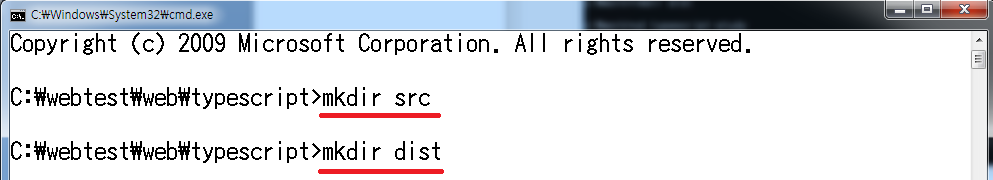 C:₩Windows₩System32₩cmd.exe
Copyright (c) 2009 Microsoft Corporation. All rights reserved.
C:₩webtest₩web₩typescript>mkdir src
C:₩webtest₩web₩typescript>mkdir dist